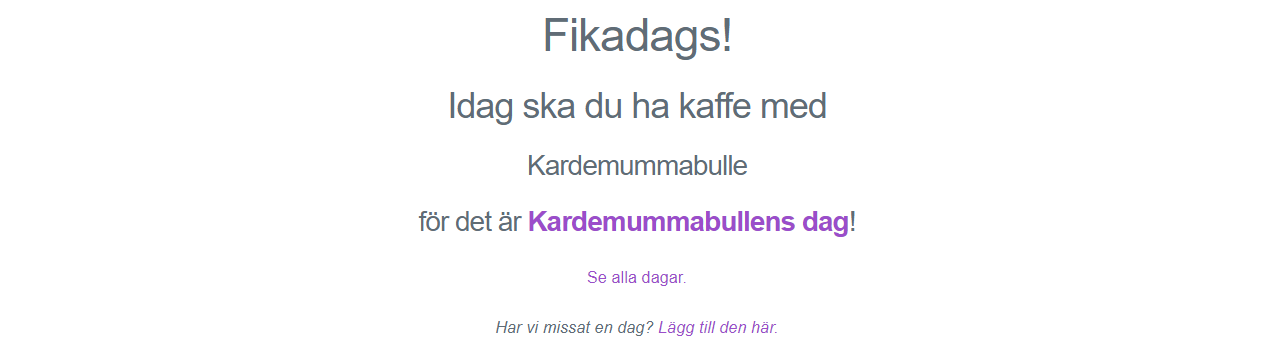 Fikadags!
Idag ska du ha kaffe med
Kardemummabulle
för det är Kardemummabullens dag!
Se alla dagar.
Har vi missat en dag? Lägg till den här.